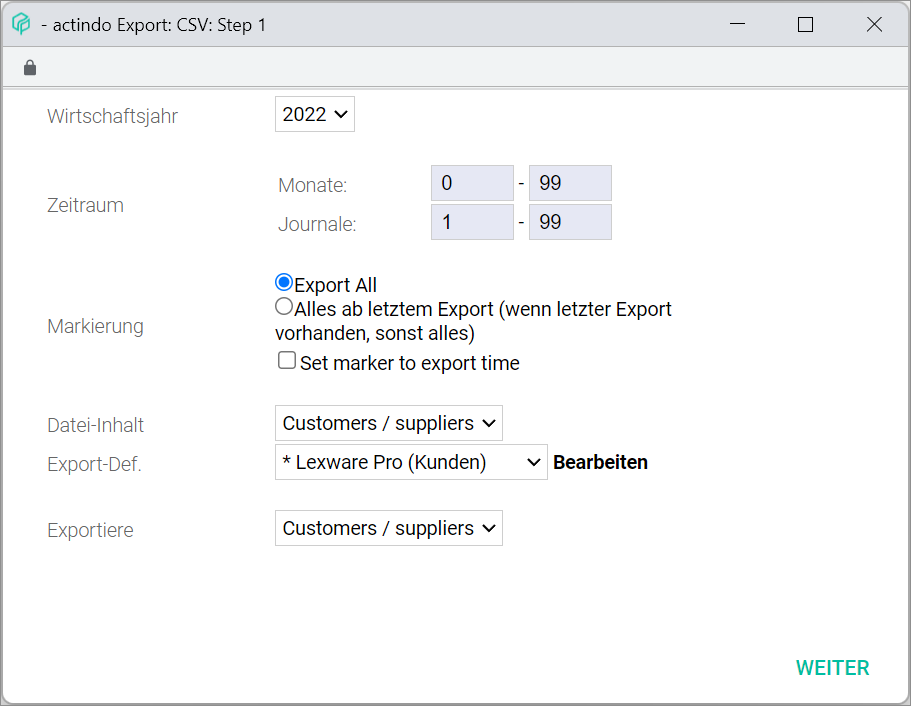 - actindo Export: CSV: Step 1
Wirtschaftsjahr 2022
Zeitraum
Monate: 0 - 99
Journale: 1 - 99
Markierung
Export All
Alles ab letztem Export (wenn letzter Export
vorhanden, sonst alles)
Set marker to export time
Datei-Inhalt Customers / suppliers
Export-Def. * Lexware Pro (Kunden) Bearbeiten
Exportiere Customers / suppliers
WEITER